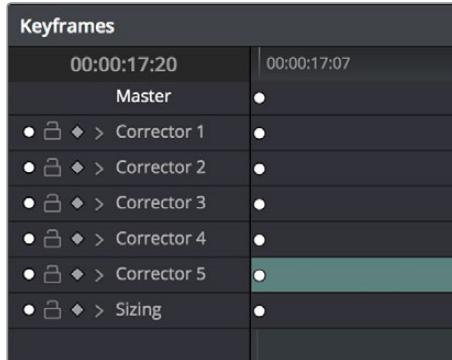 Keyframes
00:00:17:20 00:00:17:07
Master
Corrector 1
Corrector 2
Corrector 3
Corrector 4
Corrector 5
Sizing